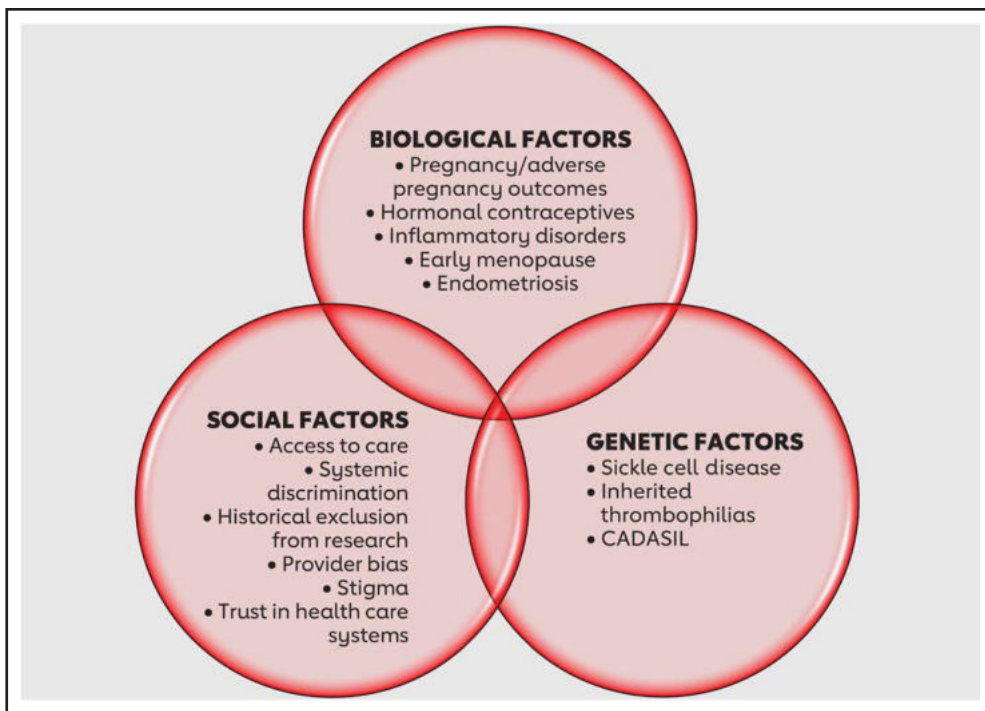 BIOLOGICAL FACTORS
• Pregnancy/adverse
pregnancy outcomes
• Hormonal contraceptives
• Inflammatory disorders
• Early menopause
• Endometriosis
SOCIAL FACTORS
• Access to care
• Systemic
discrimination
• Historical exclusion
from research
• Provider bias
• Stigma
• Trust in health care
systems
GENETIC FACTORS
• Sickle cell disease
• Inherited
thrombophilias
• CADASIL